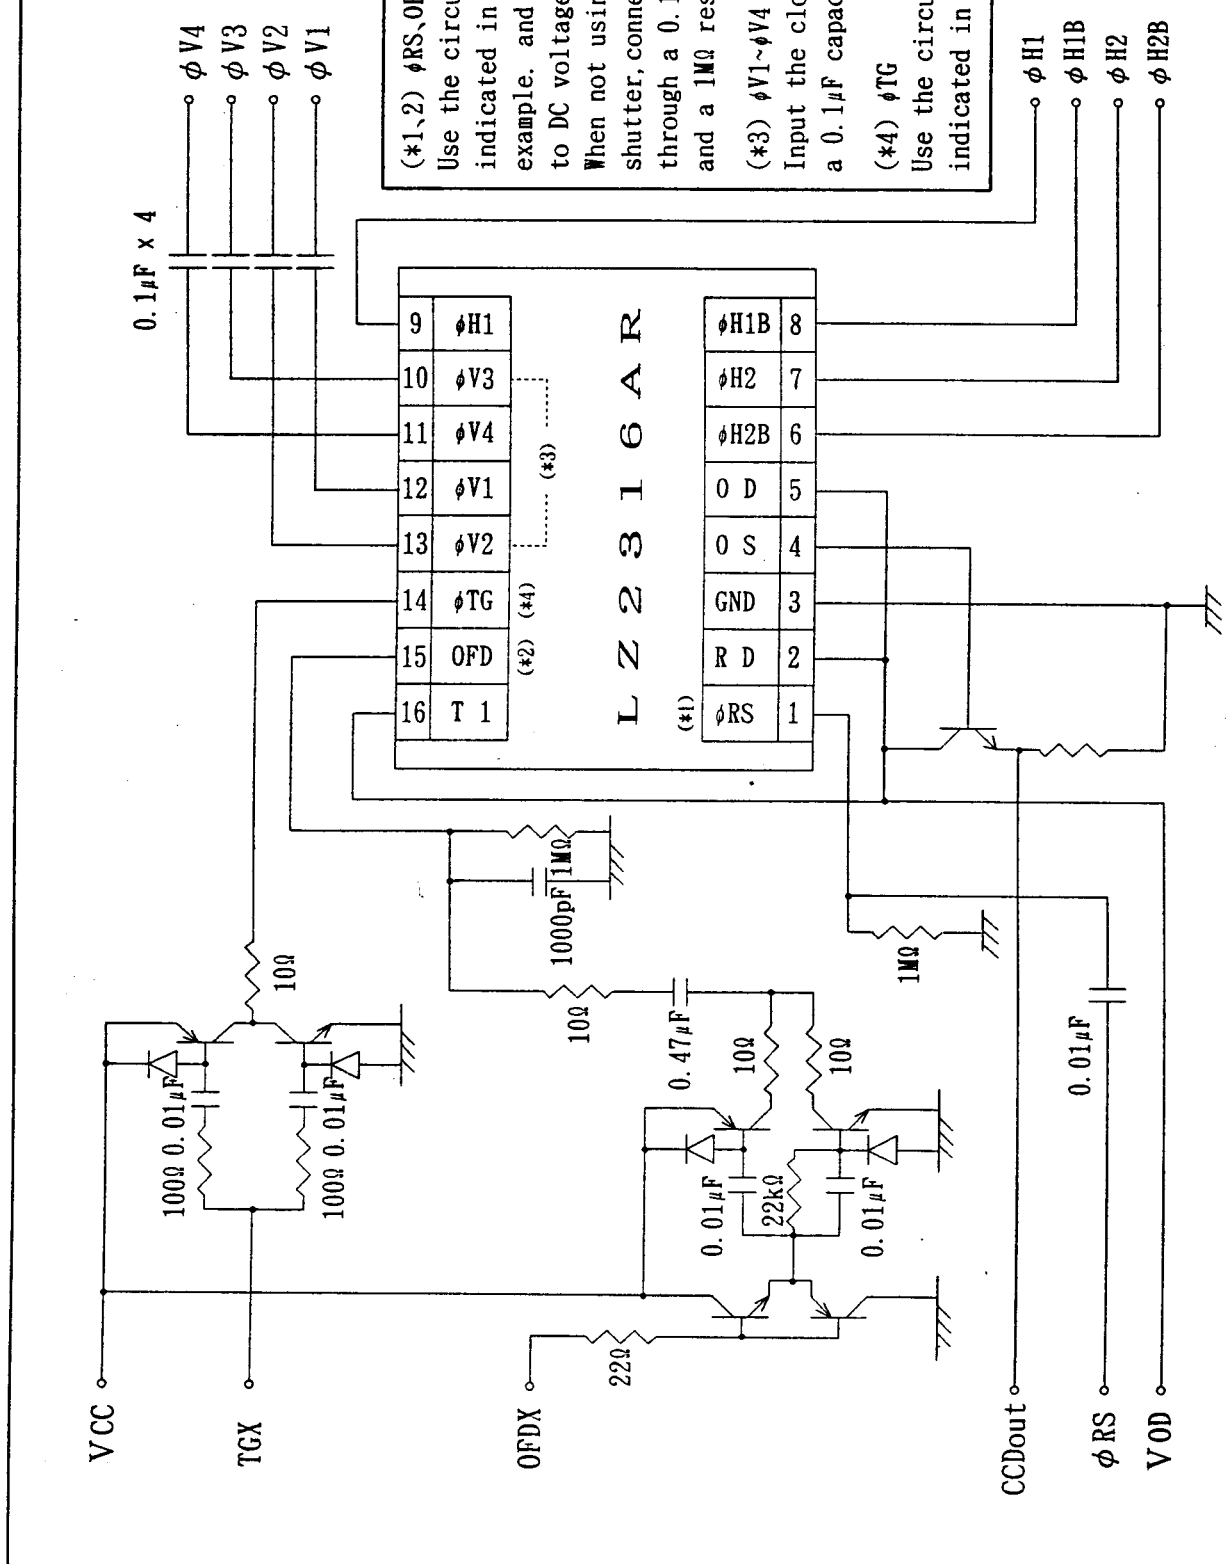 φV4
φV3
φV2
φV1
0.1μF x 4
(*1、2) φRS、
Use the circu
indicated in
example. and
to DC voltage
When not usin
shutter, conne
through a 0.1
and a 1MΩ res
(*3) φV1~φV4
Input the clo
a 0.1μF capac
(*4) φTG
Use the circu
indicated in
φH1
φH1B
φH2
φH2B
9 φH1
10 φV3
11 φV4
12 φV1
13 φV2
14 φTG
15 OFD
16 T 1
(*3)
(*4)
(*2)
LZ2316AR
(*1)
φH1B 8
φH2 7
φH2B 6
O D 5
O S 4
GND 3
R D 2
φRS 1
VCC
TGX
100Ω 0.01μF
100Ω 0.01μF
10Ω
1000pF 1MΩ
10Ω
0.47μF
10Ω
10Ω
0.01μF
22kΩ
0.01μF
OFDX
22Ω
1MΩ
0.01μF
CCDout
φRS
VOD